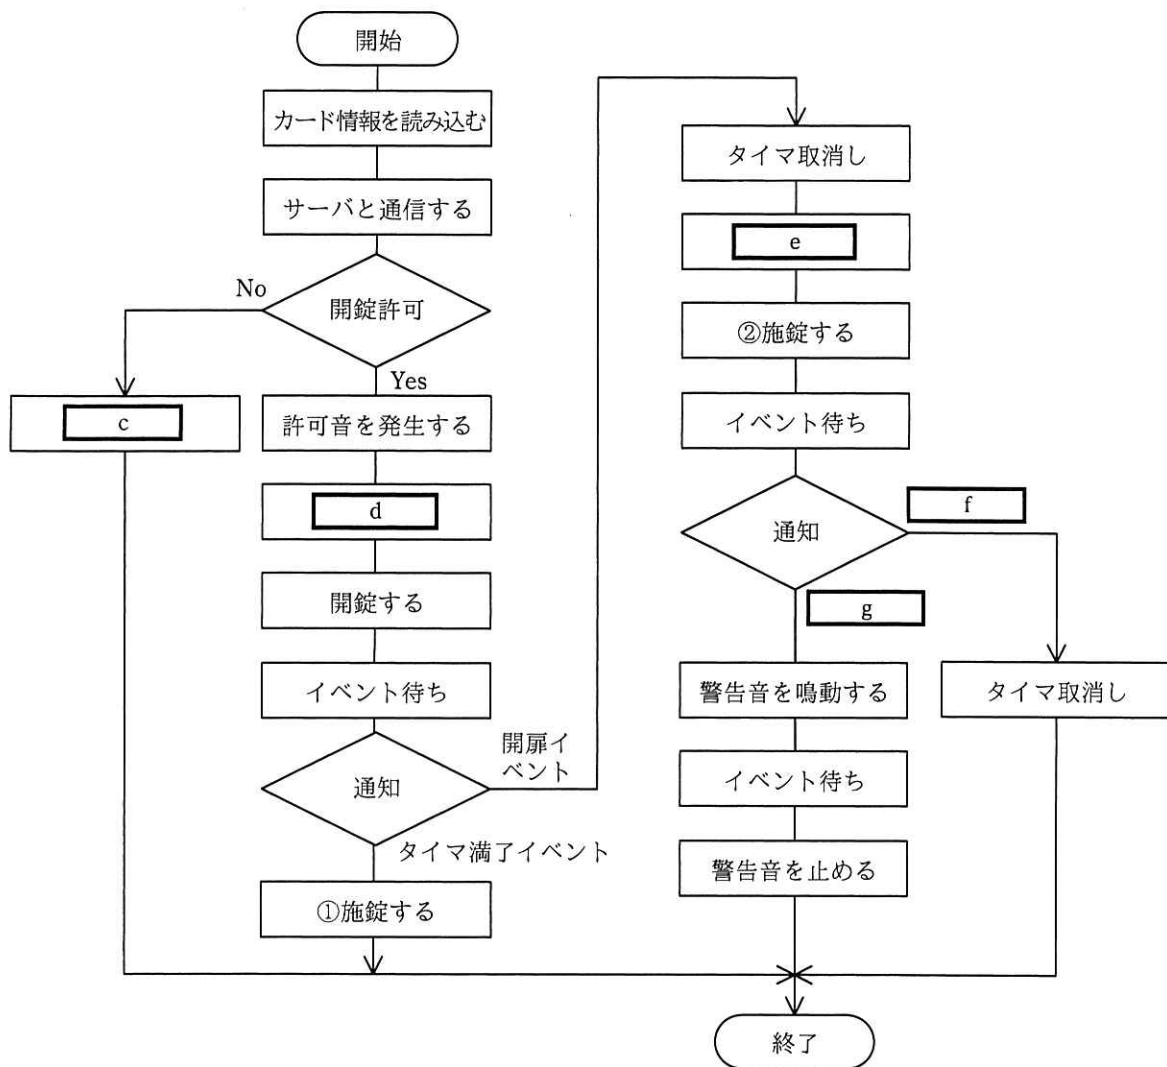 開始
カード情報を読み込む
サーバと通信する
開錠許可
No
Yes
c
許可音を発生する
d
開錠する
イベント待ち
通知
開扉イ
ベント
タイマ満了イベント
①施錠する
タイマ取消し
e
②施錠する
イベント待ち
通知
f
g
警告音を鳴動する
タイマ取消し
イベント待ち
警告音を止める
終了